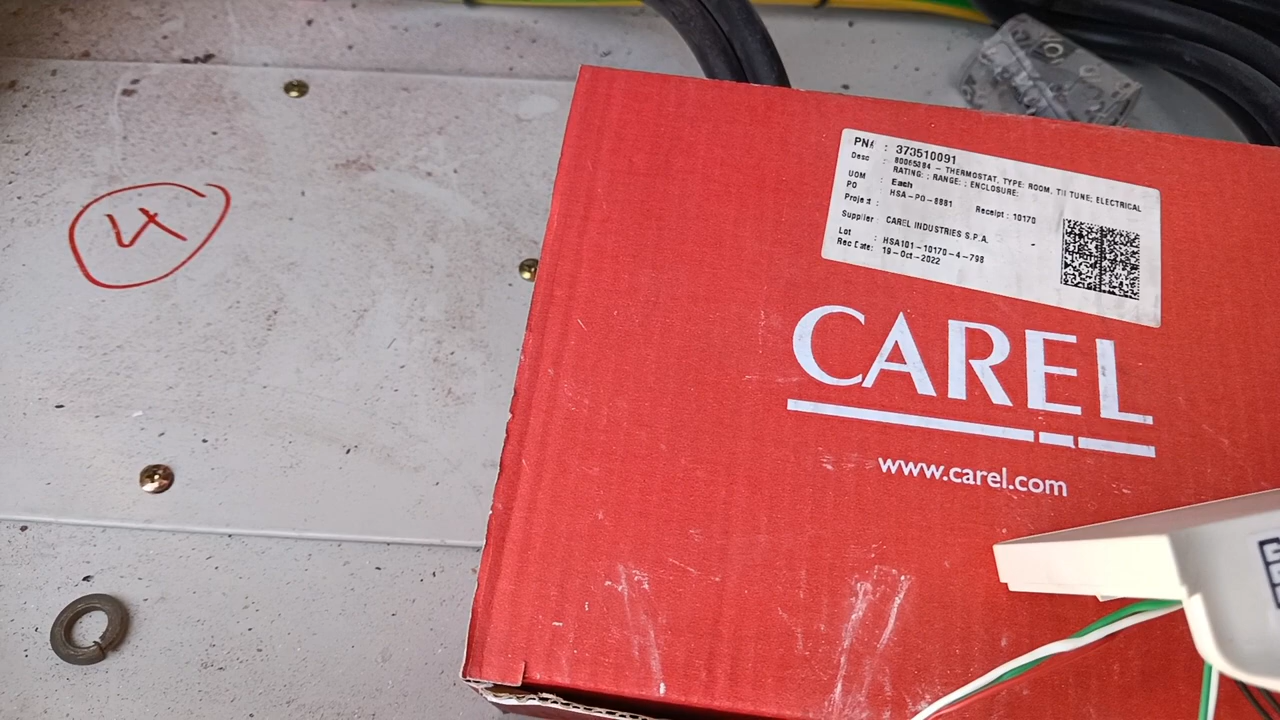 4
PN# : 373510091
Desc : 80065384 - THERMOSTAT, TYPE: ROOM, TII TUNE; ELECTRICAL
RATING: ; RANGE: ; ENCLOSURE:
UOM : Each
PO : HSA-PO-8881 Receipt : 10170
Project :
Supplier : CAREL INDUSTRIES S.P.A.
Lot : HSA101-10170-4-798
Rec Date: 19-Oct-2022
CAREL
www.carel.com